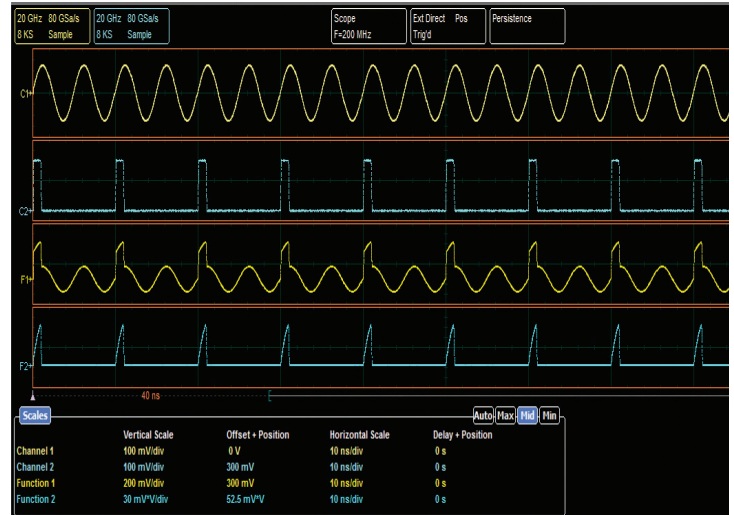 20 GHz 80 GSa/s
8 KS Sample
20 GHz 80 GSa/s
8 KS Sample
Scope
F=200 MHz
Ext Direct Pos
Trig'd
Persistence
C1
C2
F1
F2
40 ns
Scales
Auto Max Mid Min
Vertical Scale Offset + Position Horizontal Scale Delay + Position
Channel 1 100 mV/div 0 V 10 ns/div 0 s
Channel 2 100 mV/div 300 mV 10 ns/div 0 s
Function 1 200 mV/div 300 mV 10 ns/div 0 s
Function 2 30 mV*V/div 52.5 mV*V 10 ns/div 0 s